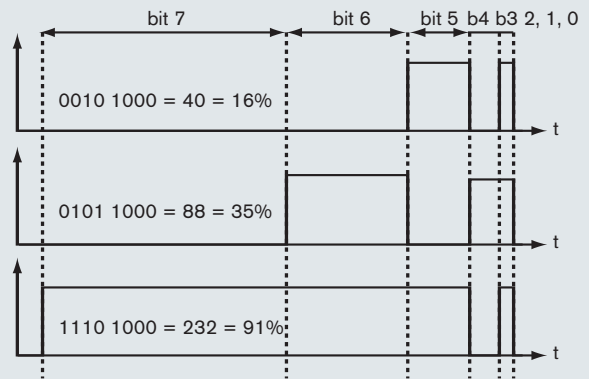 bit 7 bit 6 bit 5 b4 b3 2, 1, 0
0010 1000 = 40 = 16%
t
0101 1000 = 88 = 35%
t
1110 1000 = 232 = 91%
t